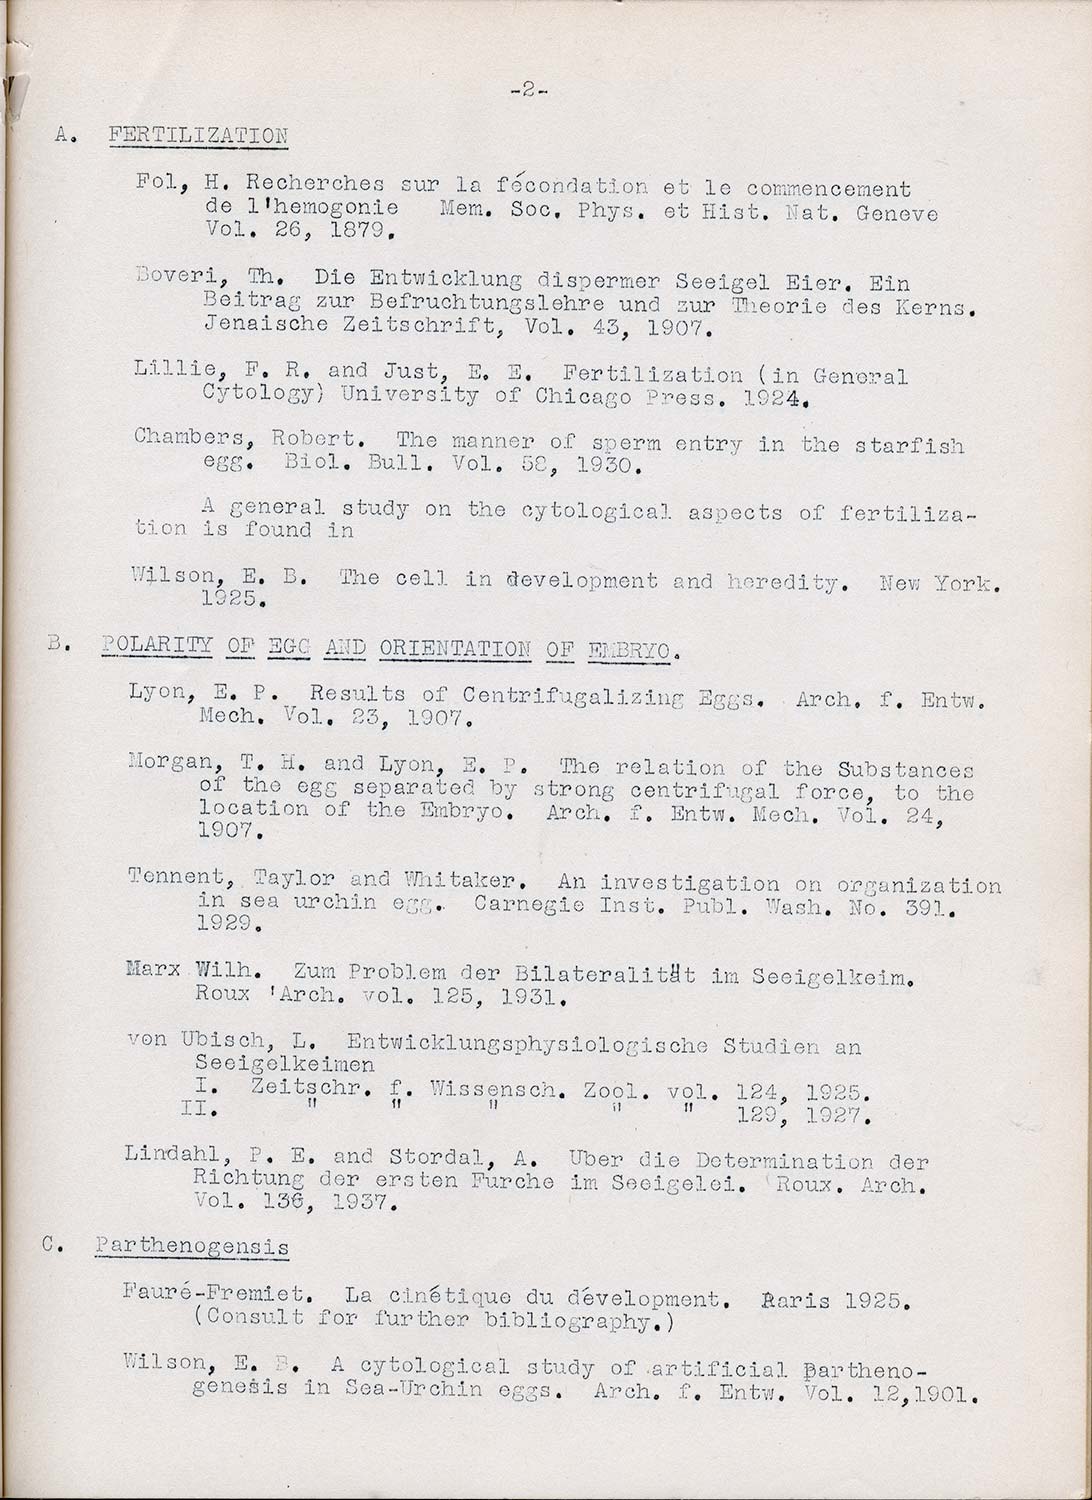 -2-
A. FERTILIZATION
Fol, H. Recherches sur la fécondation et le commencement
de l'hemogonie Mem. Soc. Phys. et Hist. Nat. Geneve
Vol. 26, 1879.
Boveri, Th. Die Entwicklung dispermer Seeigel Eier. Ein
Beitrag zur Befruchtungslehre und zur Theorie des Kerns.
Jenaische Zeitschrift, Vol. 43, 1907.
Lillie, F. R. and Just, E. E. Fertilization (in General
Cytology) University of Chicago Press. 1924.
Chambers, Robert. The manner of sperm entry in the starfish
egg. Biol. Bull. Vol. 58, 1930.
A general study on the cytological aspects of fertiliza-
tion is found in
Wilson, E. B. The cell in development and heredity. New York.
1925.
B. POLARITY OF EGG AND ORIENTATION OF EMBRYO.
Lyon, E. P. Results of Centrifugalizing Eggs. Arch. f. Entw.
Mech. Vol. 23, 1907.
Morgan, T. H. and Lyon, E. P. The relation of the Substances
of the egg separated by strong centrifugal force, to the
location of the Embryo. Arch. f. Entw. Mech. Vol. 24,
1907.
Tennent, Taylor and Whitaker. An investigation on organization
in sea urchin egg. Carnegie Inst. Publ. Wash. No. 391.
1929.
Marx Wilh. Zum Problem der Bilateralität im Seeigelkeim.
Roux 'Arch. vol. 125, 1931.
von Ubisch, L. Entwicklungsphysiologische Studien an
Seeigelkeimen
I. Zeitschr. f. Wissensch. Zool. vol. 124, 1925.
II. " " " " " 129, 1927.
Lindahl, P. E. and Stordal, A. Uber die Determination der
Richtung der ersten Furche im Seeigelei. Roux. Arch.
Vol. 136, 1937.
C. Parthenogensis
Fauré-Fremiet. La cinétique du dévelopment. Raris 1925.
(Consult for further bibliography.)
Wilson, E. B. A cytological study of artificial partheno-
genesis in Sea-Urchin eggs. Arch. f. Entw. Vol. 12,1901.